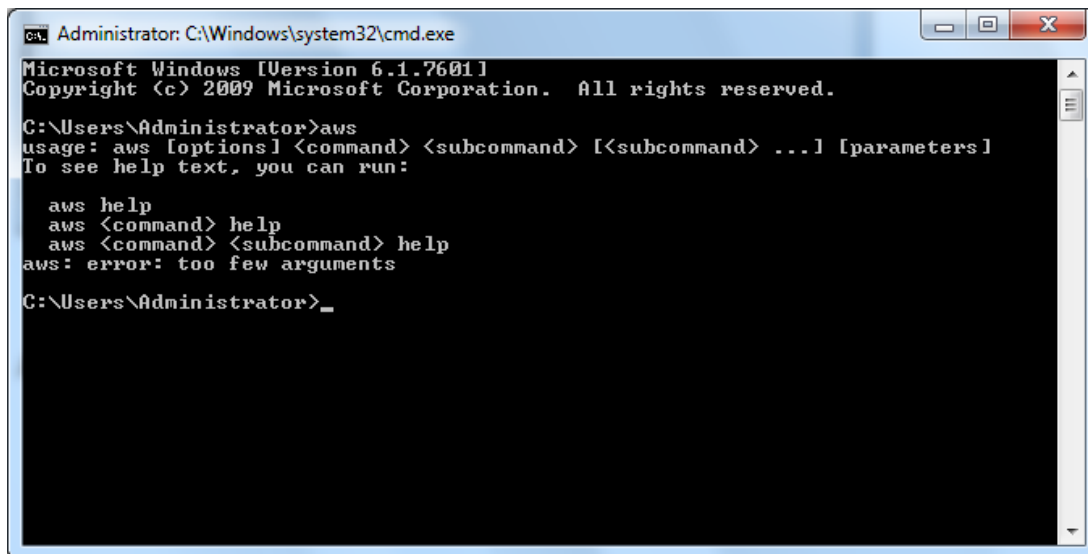 Administrator: C:\Windows\system32\cmd.exe
Microsoft Windows [Version 6.1.7601]
Copyright (c) 2009 Microsoft Corporation.  All rights reserved.
C:\Users\Administrator>aws
usage: aws [options] <command> <subcommand> [<subcommand> ...] [parameters]
To see help text, you can run:
  aws help
  aws <command> help
  aws <command> <subcommand> help
aws: error: too few arguments
C:\Users\Administrator>_